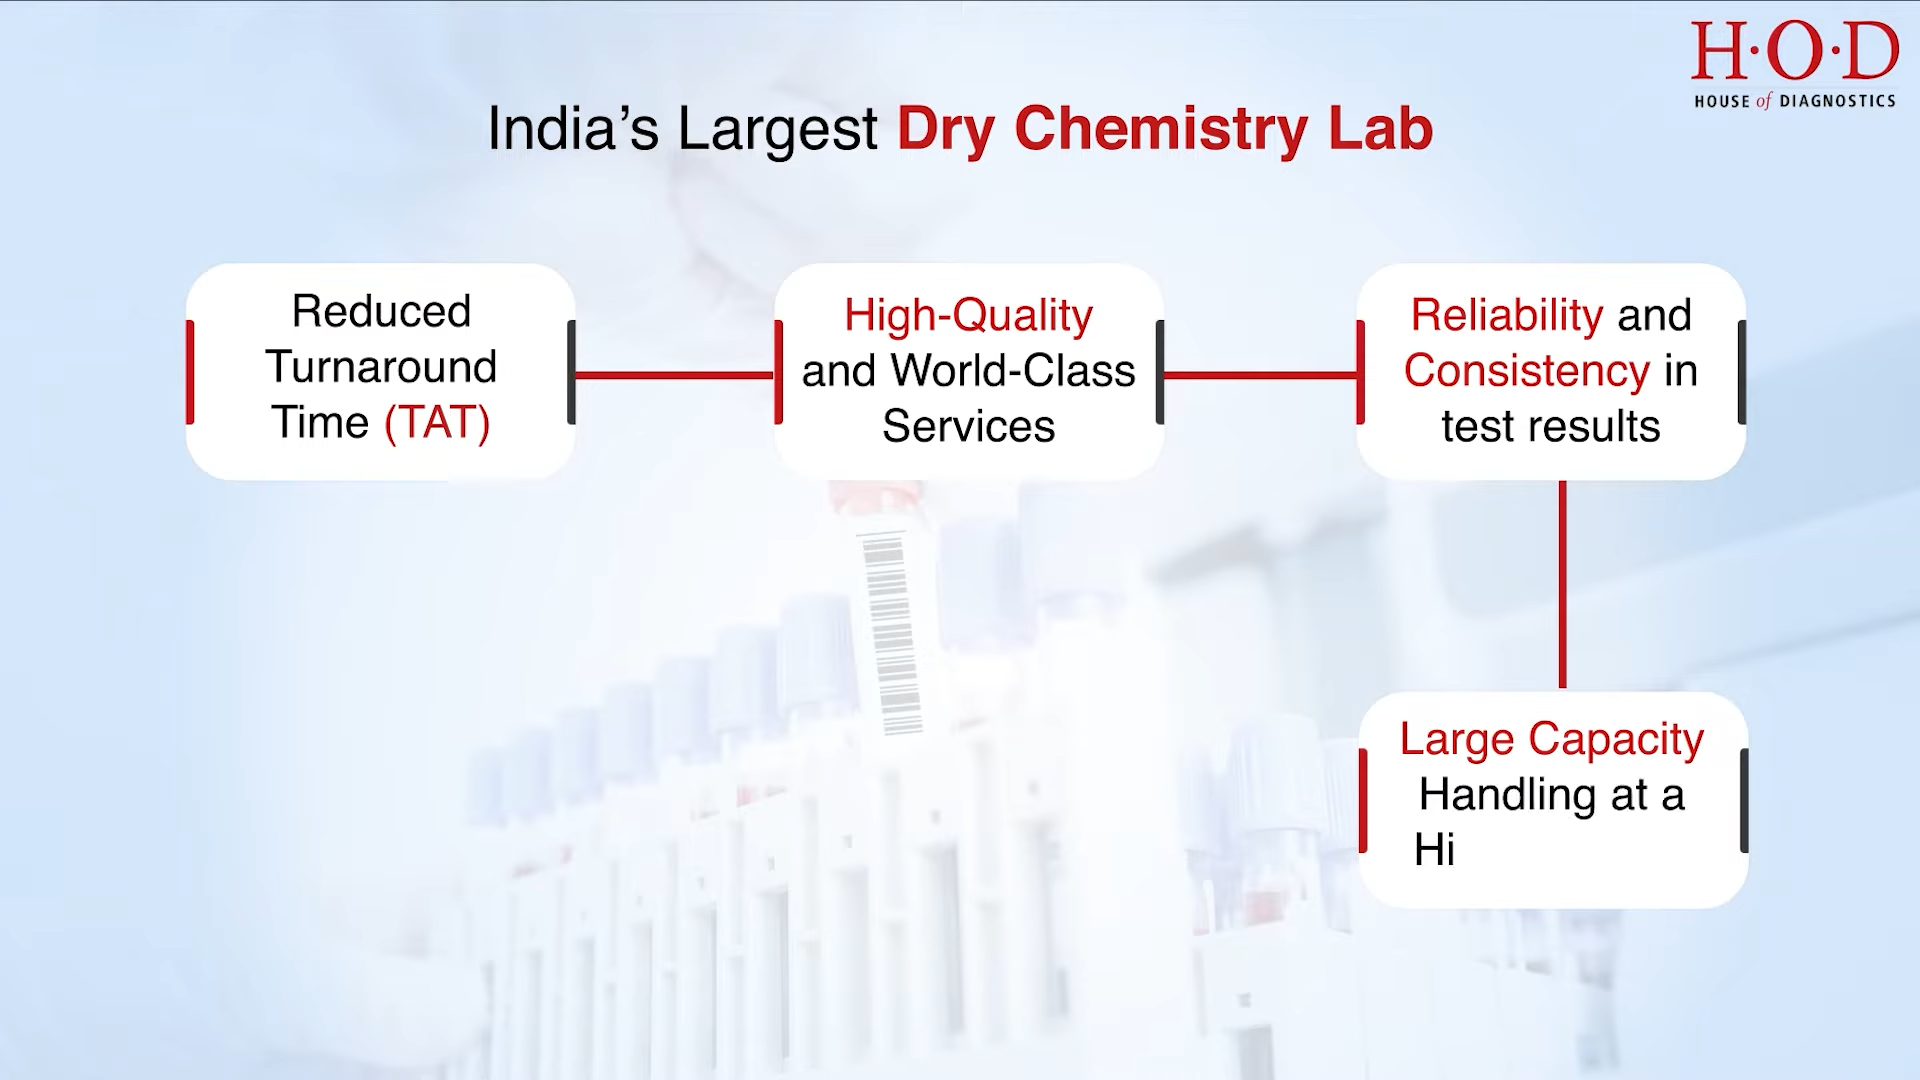 H·O·D
HOUSE of DIAGNOSTICS
India’s Largest Dry Chemistry Lab
Reduced
Turnaround
Time (TAT)
High-Quality
and World-Class
Services
Reliability and
Consistency in
test results
Large Capacity
Handling at a
Hi